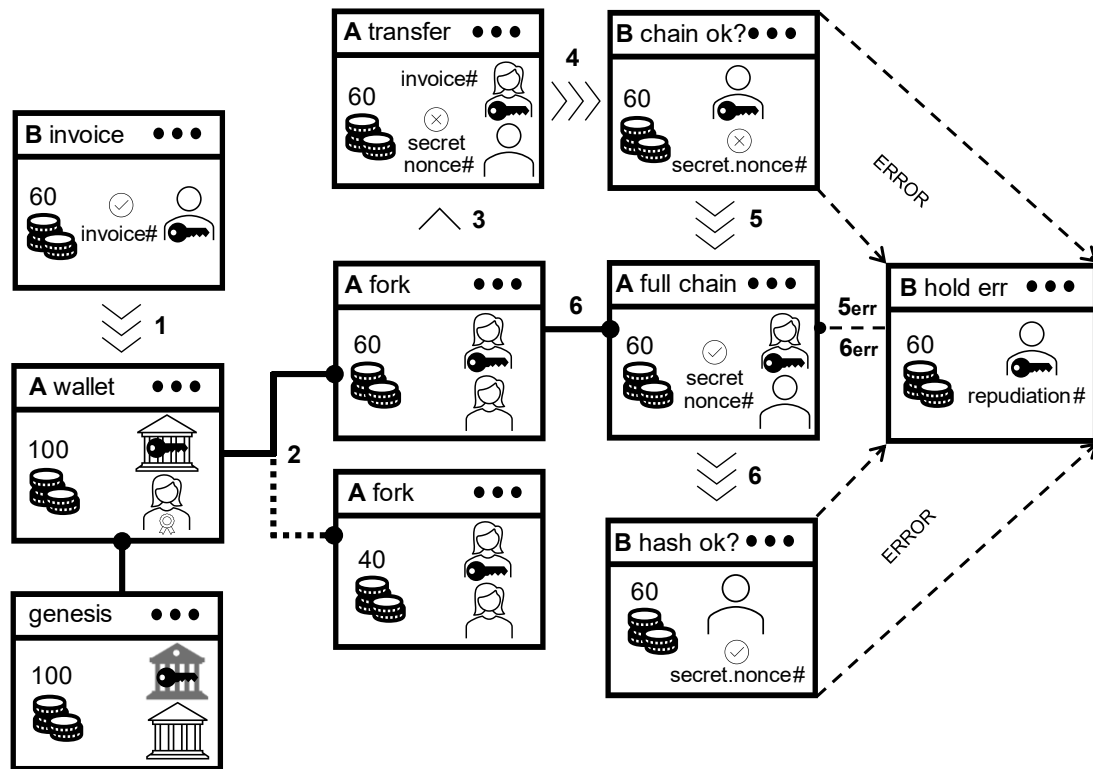 A transfer
60
invoice#
secret
nonce#
4
B chain ok?
60
secret.nonce#
ERROR
B invoice
60
invoice#
3
5
1
A fork
60
6
A full chain
60
secret
nonce#
5err
6err
B hold err
60
repudiation#
A wallet
100
2
A fork
40
6
B hash ok?
60
secret.nonce#
ERROR
genesis
100